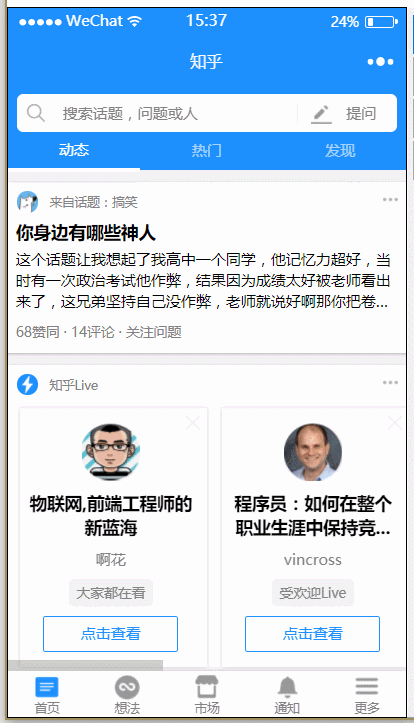 WeChat 15:37 24%
知乎
搜索话题，问题或人 提问
动态 热门 发现
来自话题：搞笑
你身边有哪些神人
这个话题让我想起了我高中一个同学，他记忆力超好，当
时有一次政治考试他作弊，结果因为成绩太好被老师看出
来了，这兄弟坚持自己没作弊，老师就说好啊那你把卷...
68赞同 · 14评论 · 关注问题
知乎Live
物联网,前端工程师的
新蓝海
啊花
大家都在看
点击查看
程序员：如何在整个
职业生涯中保持竞...
vincross
受欢迎Live
点击查看
首页 想法 市场 通知 更多